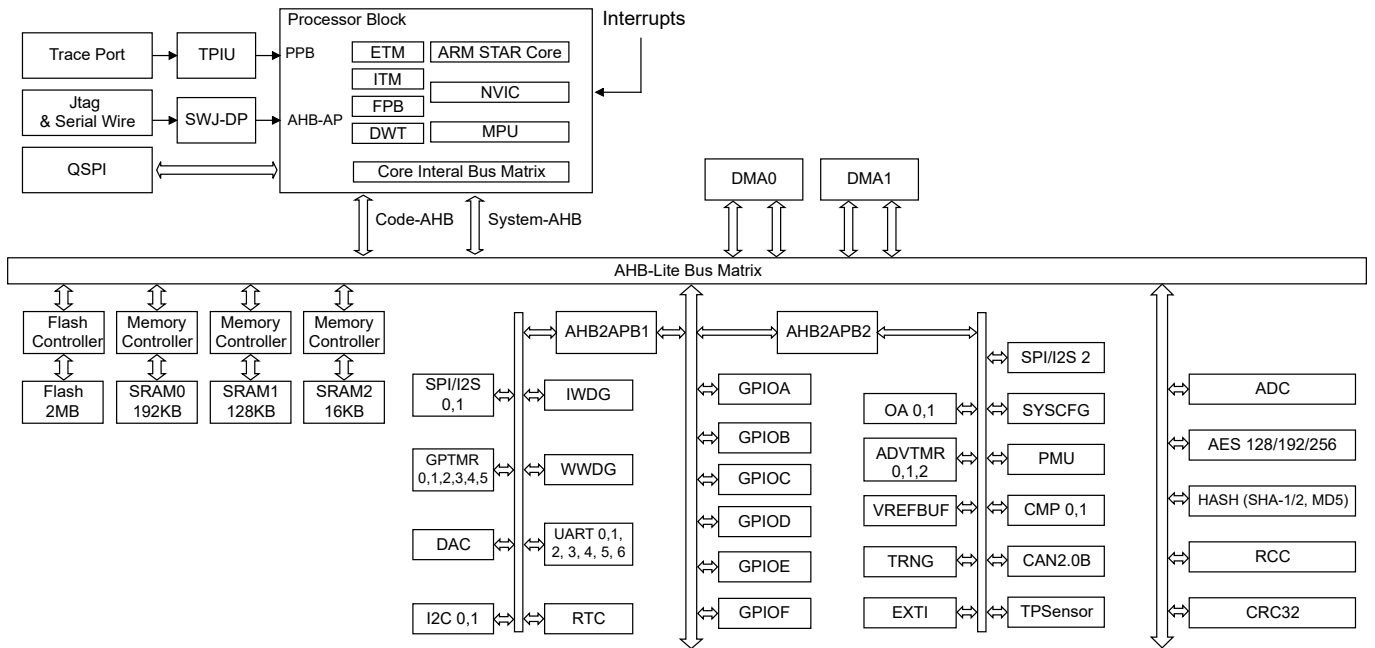 Processor Block
Interrupts
Trace Port
TPIU
PPB
ETM
ARM STAR Core
ITM
NVIC
FPB
Jtag
& Serial Wire
SWJ-DP
AHB-AP
DWT
MPU
QSPI
Core Interal Bus Matrix
DMA0
DMA1
Code-AHB
System-AHB
AHB-Lite Bus Matrix
Flash
Controller
Memory
Controller
Memory
Controller
Memory
Controller
Flash
2MB
SRAM0
192KB
SRAM1
128KB
SRAM2
16KB
AHB2APB1
AHB2APB2
SPI/I2S
0,1
IWDG
GPTMR
0,1,2,3,4,5
WWDG
DAC
UART 0,1,
2, 3, 4, 5, 6
I2C 0,1
RTC
GPIOA
GPIOB
GPIOC
GPIOD
GPIOE
GPIOF
SPI/I2S 2
OA 0,1
SYSCFG
ADVTMR
0,1,2
PMU
VREFBUF
CMP 0,1
TRNG
CAN2.0B
EXTI
TPSensor
ADC
AES 128/192/256
HASH (SHA-1/2, MD5)
RCC
CRC32